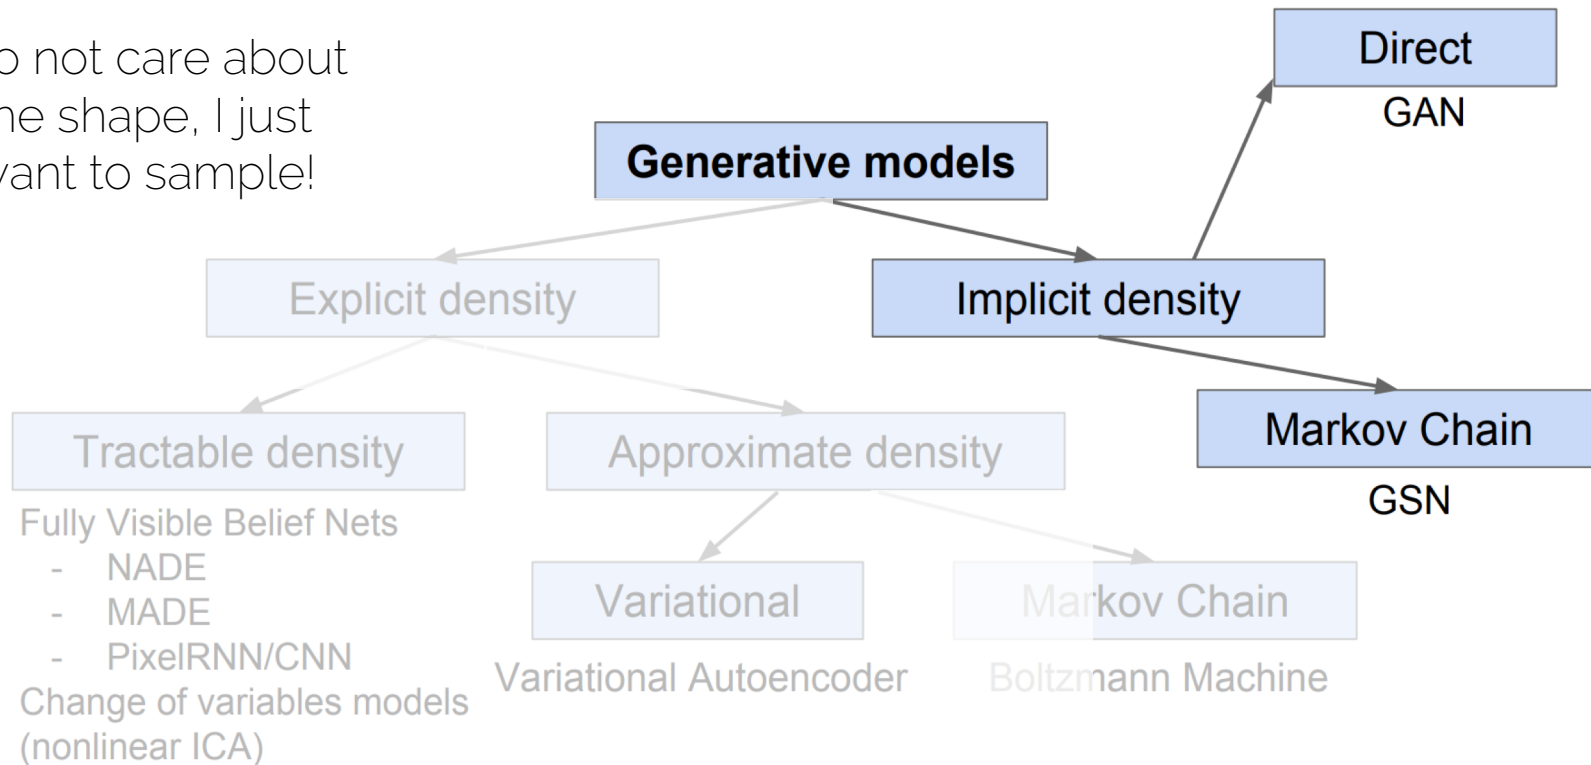 o not care about
ne shape, I just
vant to sample!
Direct
GAN
Generative models
Explicit density
Implicit density
Tractable density
Approximate density
Markov Chain
GSN
Fully Visible Belief Nets
- NADE
- MADE
- PixelRNN/CNN
Change of variables models
(nonlinear ICA)
Variational
Variational Autoencoder
Markov Chain
Boltzmann Machine